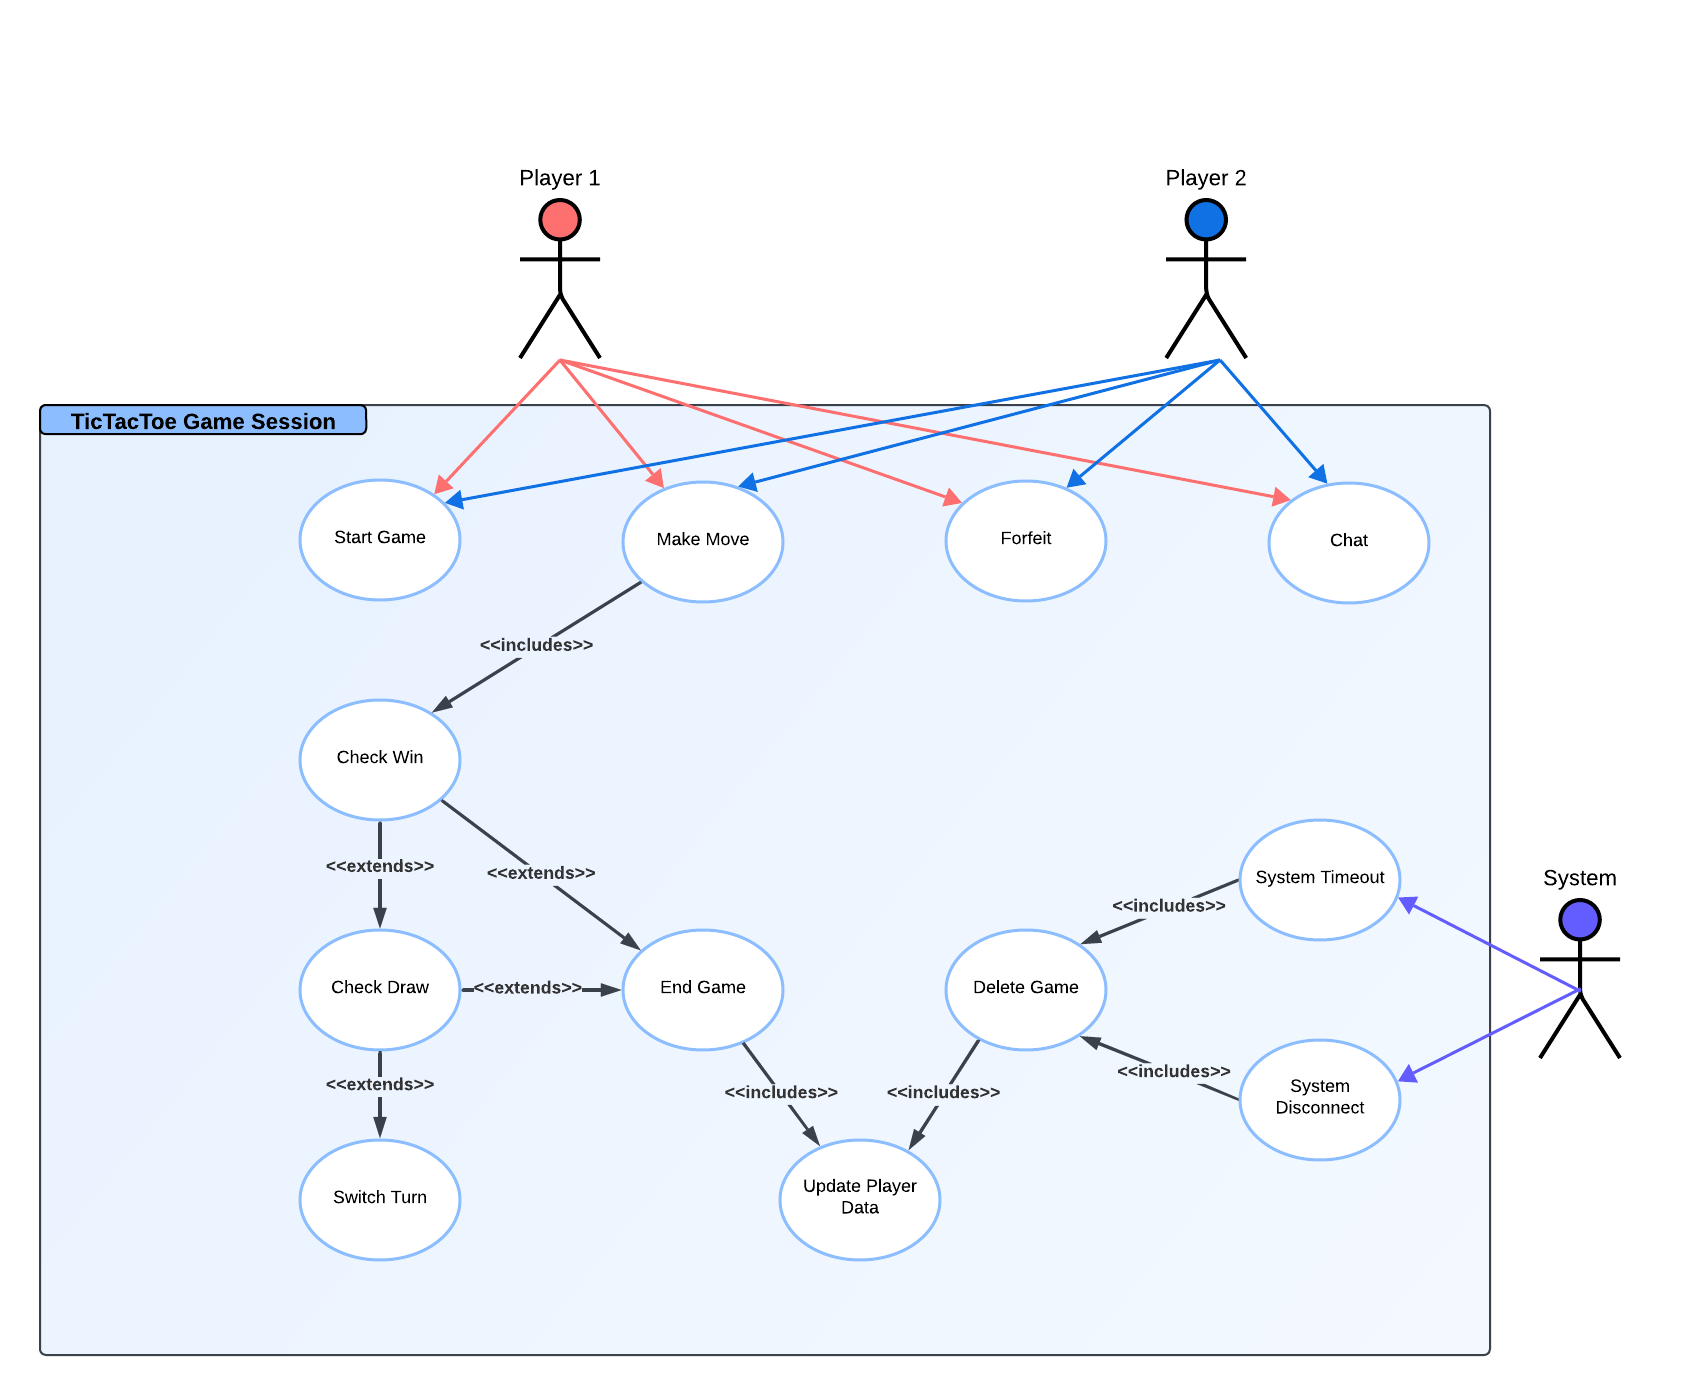 Player 1
Player 2
TicTacToe Game Session
Start Game
Make Move
Forfeit
Chat
<<includes>>
Check Win
<<extends>>
<<extends>>
System Timeout
System
<<includes>>
Check Draw
<<extends>>
End Game
Delete Game
<<includes>>
System
Disconnect
<<extends>>
<<includes>>
<<includes>>
Switch Turn
Update Player
Data